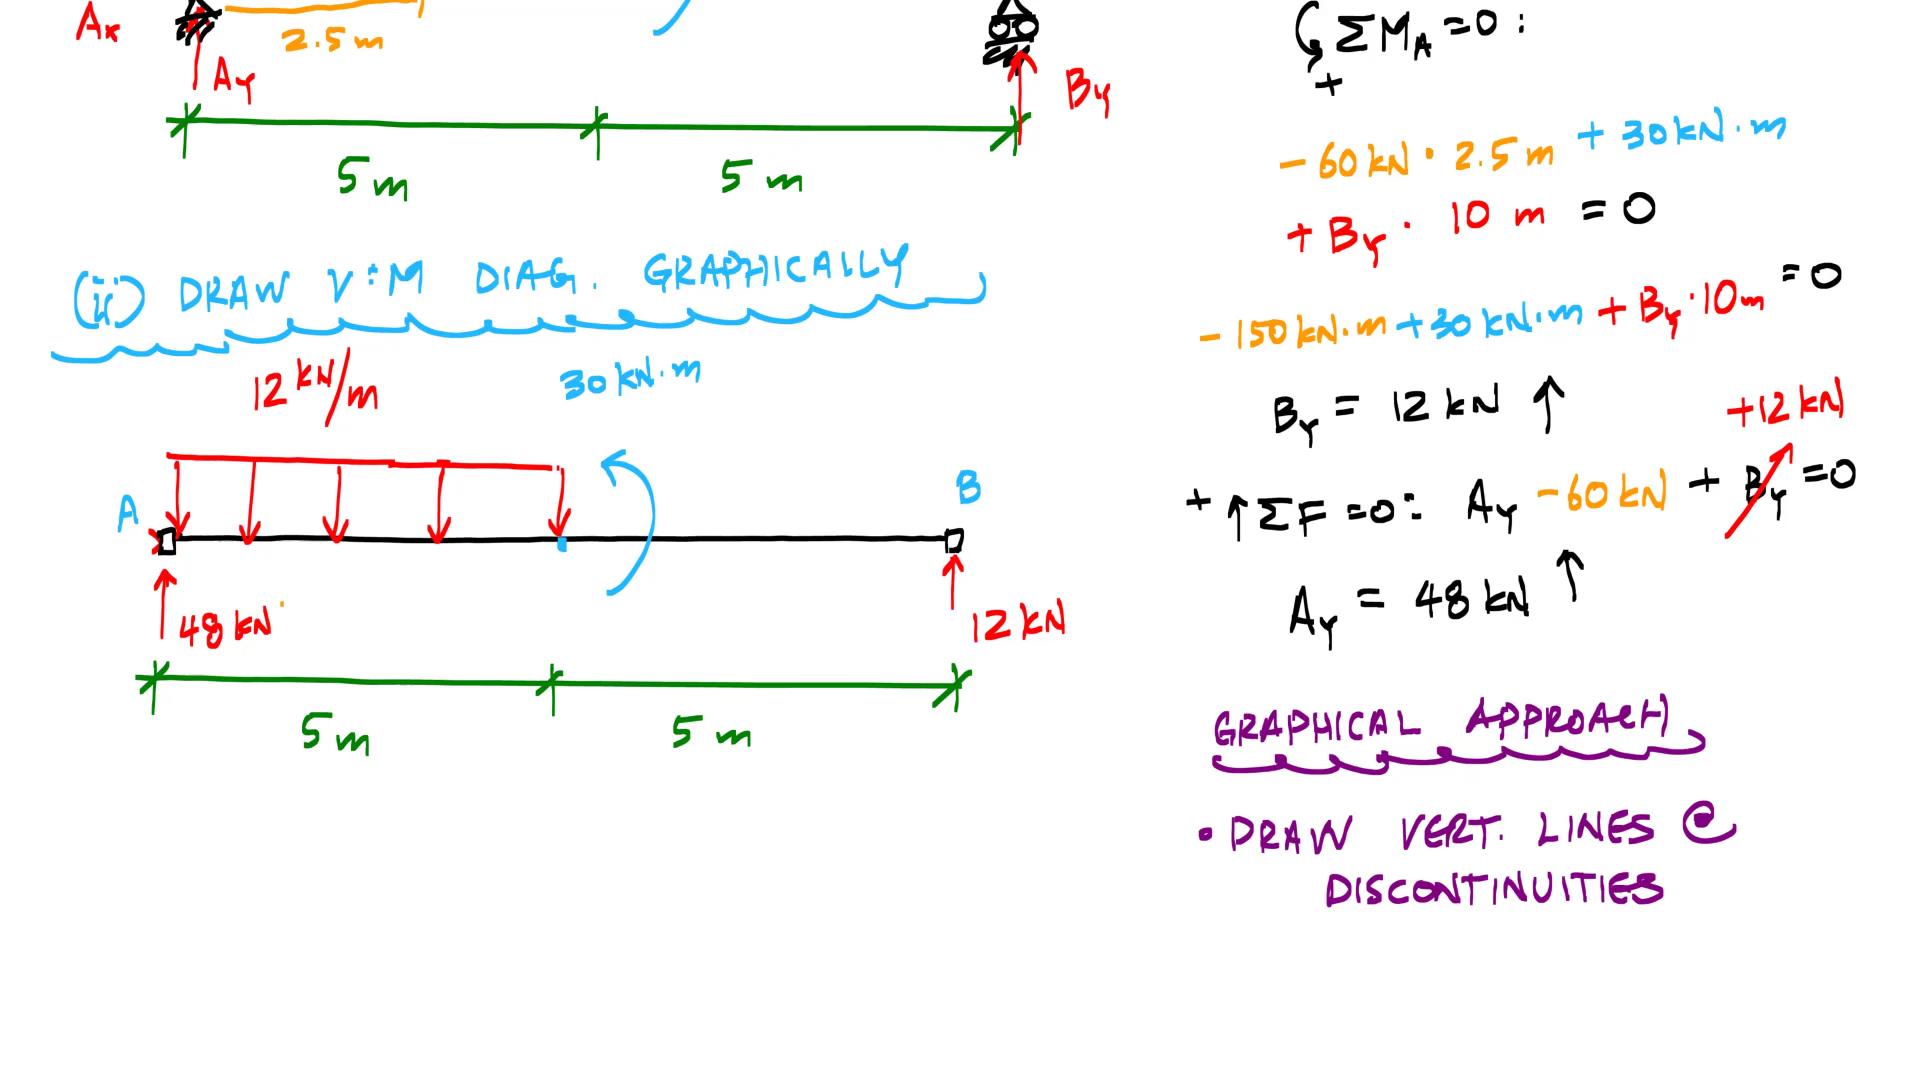 Ax
2.5 m
Ay
By
5 m
5 m
(ii) DRAW V÷M DIAG. GRAPHICALLY
12 kN/m
30 kN·m
A
B
48 kN
12 kN
5 m
5 m
ΣMA = 0 :
+
- 60 kN · 2.5 m + 30 kN·m
+ By · 10 m = 0
- 150 kN·m + 30 kN·m + By · 10 m = 0
By = 12 kN ↑
+12 kN
+ ↑ ΣF = 0: Ay - 60 kN + By = 0
Ay = 48 kN ↑
GRAPHICAL APPROACH
• DRAW VERT. LINES @
DISCONTINUITIES